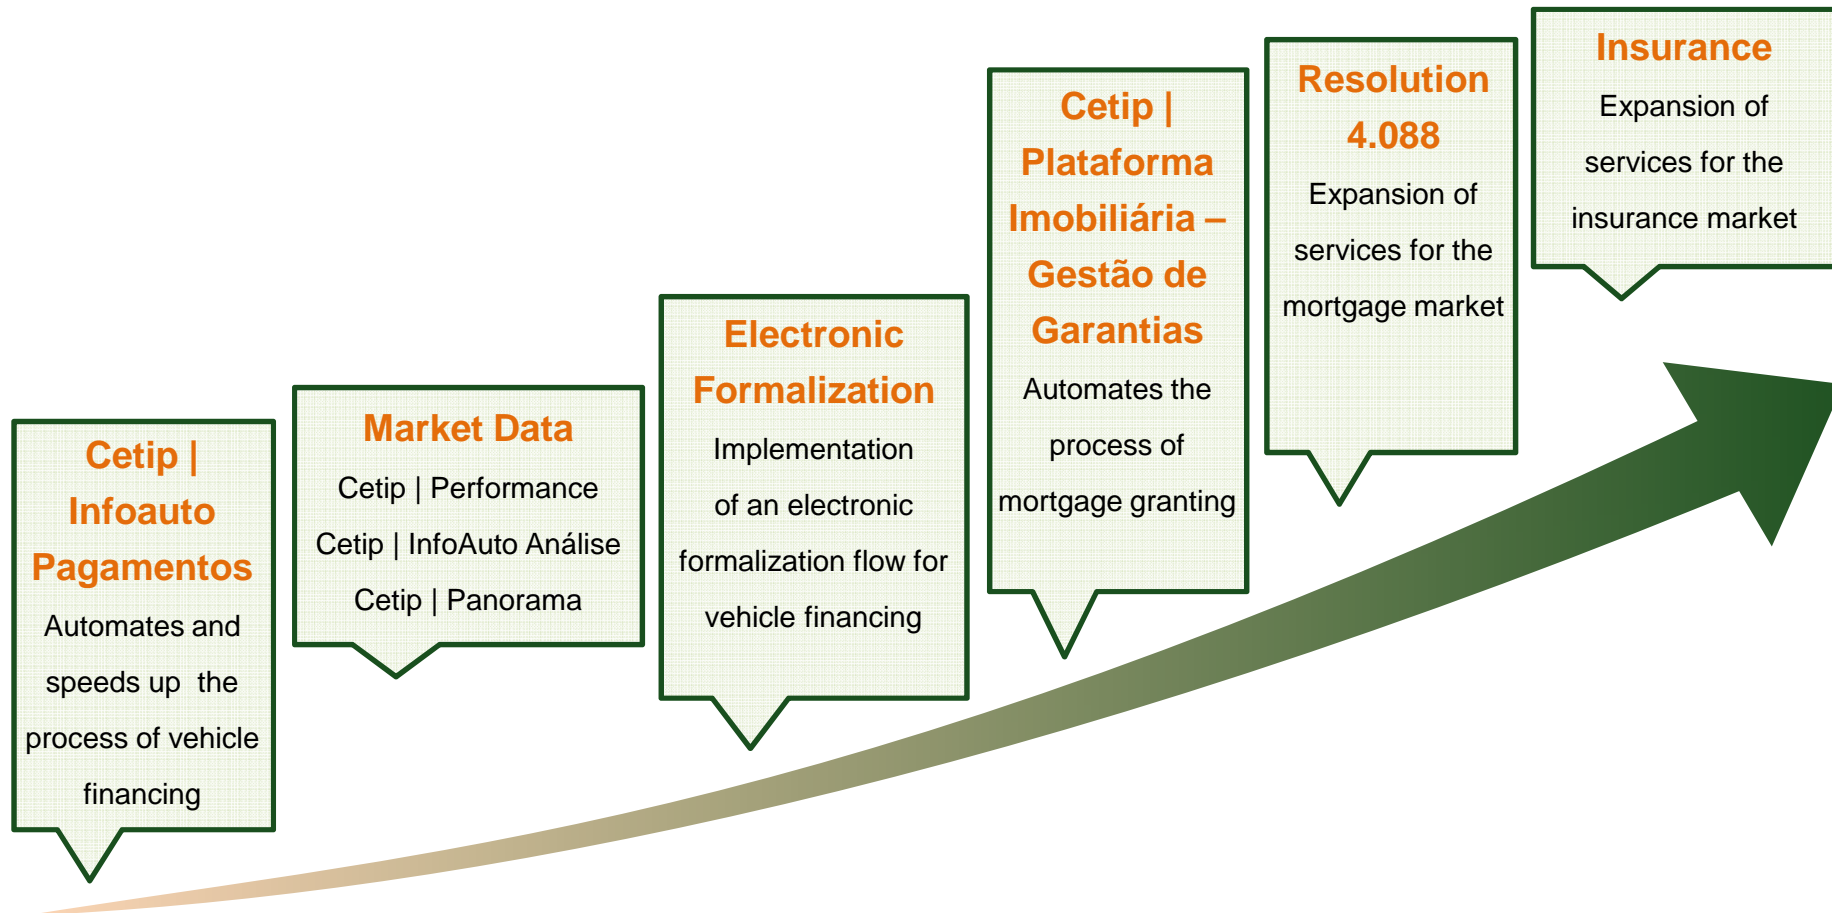 Cetip |
Infoauto
Pagamentos
Automates and
speeds up  the
process of vehicle
financing
Market Data
Cetip | Performance
Cetip | InfoAuto Análise
Cetip | Panorama
Electronic
Formalization
Implementation
of an electronic
formalization flow for
vehicle financing
Cetip |
Plataforma
Imobiliária –
Gestão de
Garantias
Automates the
process of
mortgage granting
Resolution
4.088
Expansion of
services for the
mortgage market
Insurance
Expansion of
services for the
insurance market